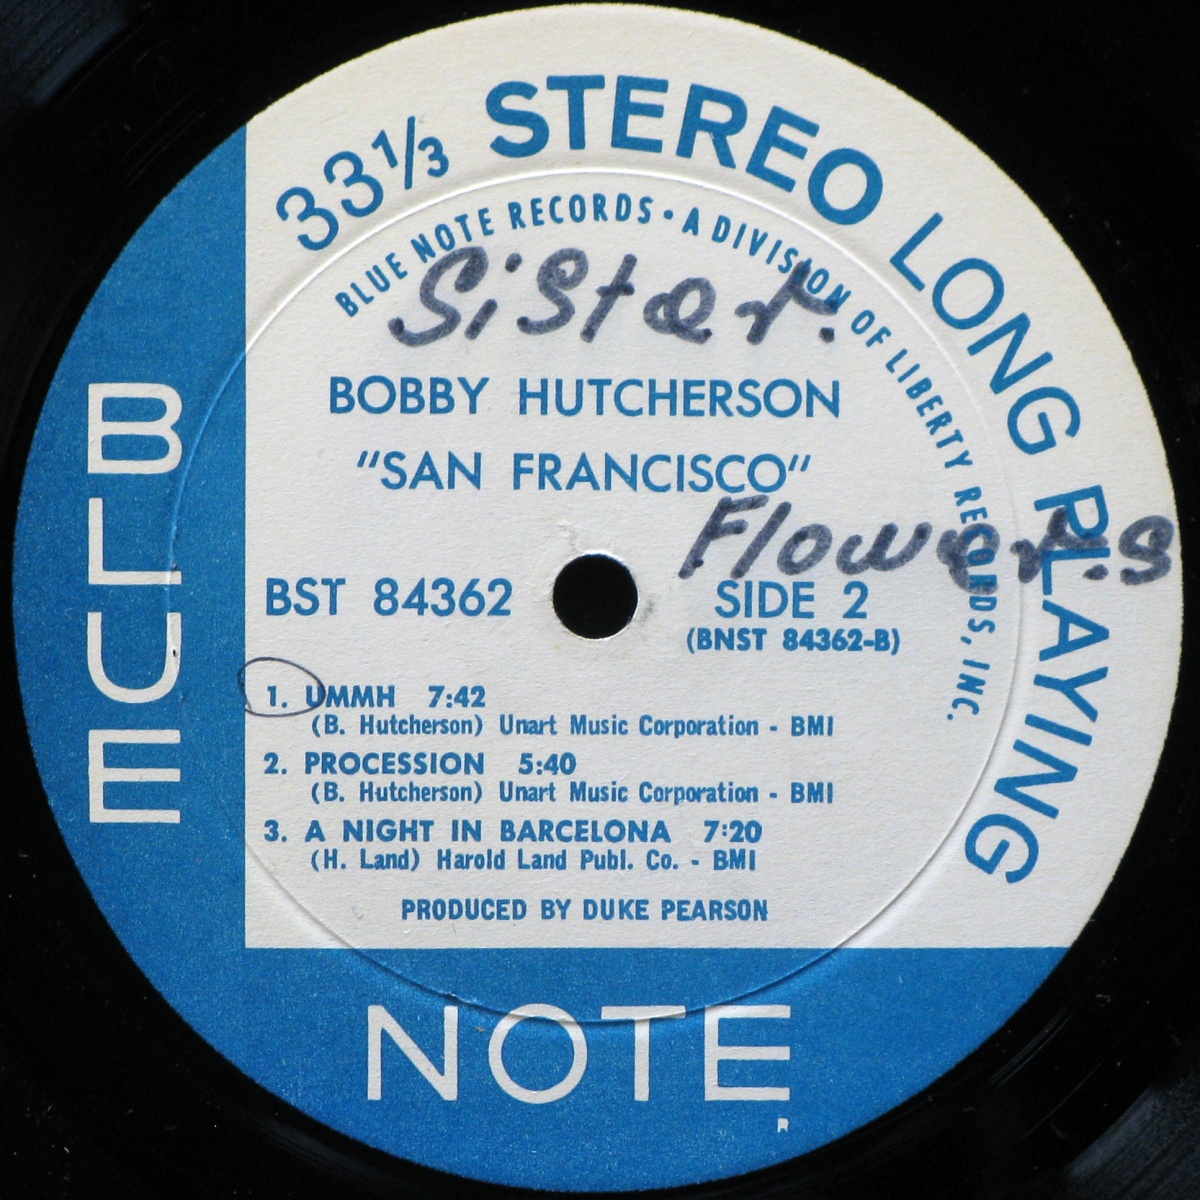 33⅓ STEREO LONG PLAYING
BLUE NOTE RECORDS • A DIVISION OF LIBERTY RECORDS, INC.
Sister.
BOBBY HUTCHERSON
"SAN FRANCISCO"
Flowers
BST 84362 SIDE 2
(BNST 84362-B)
1. UMMH 7:42
(B. Hutcherson) Unart Music Corporation - BMI
2. PROCESSION 5:40
(B. Hutcherson) Unart Music Corporation - BMI
3. A NIGHT IN BARCELONA 7:20
(H. Land) Harold Land Publ. Co. - BMI
PRODUCED BY DUKE PEARSON
BLUE
NOTE
R